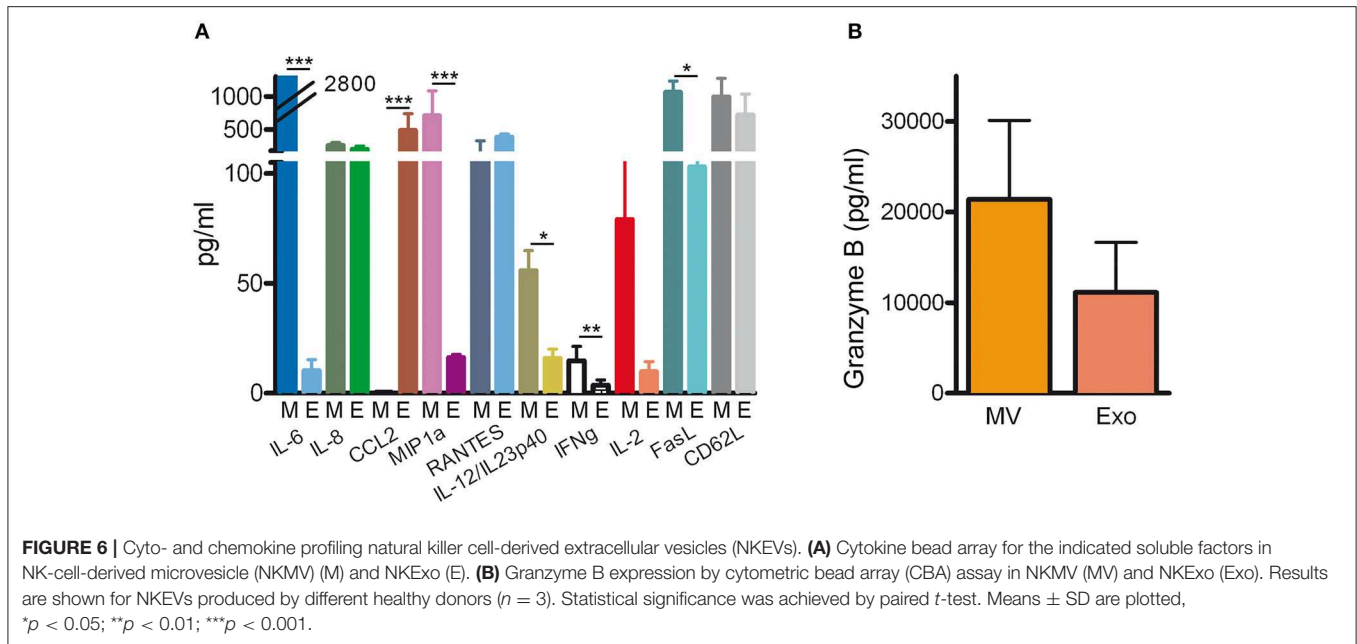 A
B
***
2800
***
***
*
*
**
1000
500
100
50
0
pg/ml
M E M E M E M E M E M E M E M E M E M E
IL-6
IL-8
CCL2
MIP1a
RANTES
IL-12/IL23p40
IFNg
IL-2
FasL
CD62L
30000
20000
10000
0
Granzyme B (pg/ml)
MV
Exo
FIGURE 6 | Cyto- and chemokine profiling natural killer cell-derived extracellular vesicles (NKEVs). (A) Cytokine bead array for the indicated soluble factors in
NK-cell-derived microvesicle (NKMV) (M) and NKExo (E). (B) Granzyme B expression by cytometric bead array (CBA) assay in NKMV (MV) and NKExo (Exo). Results
are shown for NKEVs produced by different healthy donors (n = 3). Statistical significance was achieved by paired t-test. Means ± SD are plotted,
*p < 0.05; **p < 0.01; ***p < 0.001.